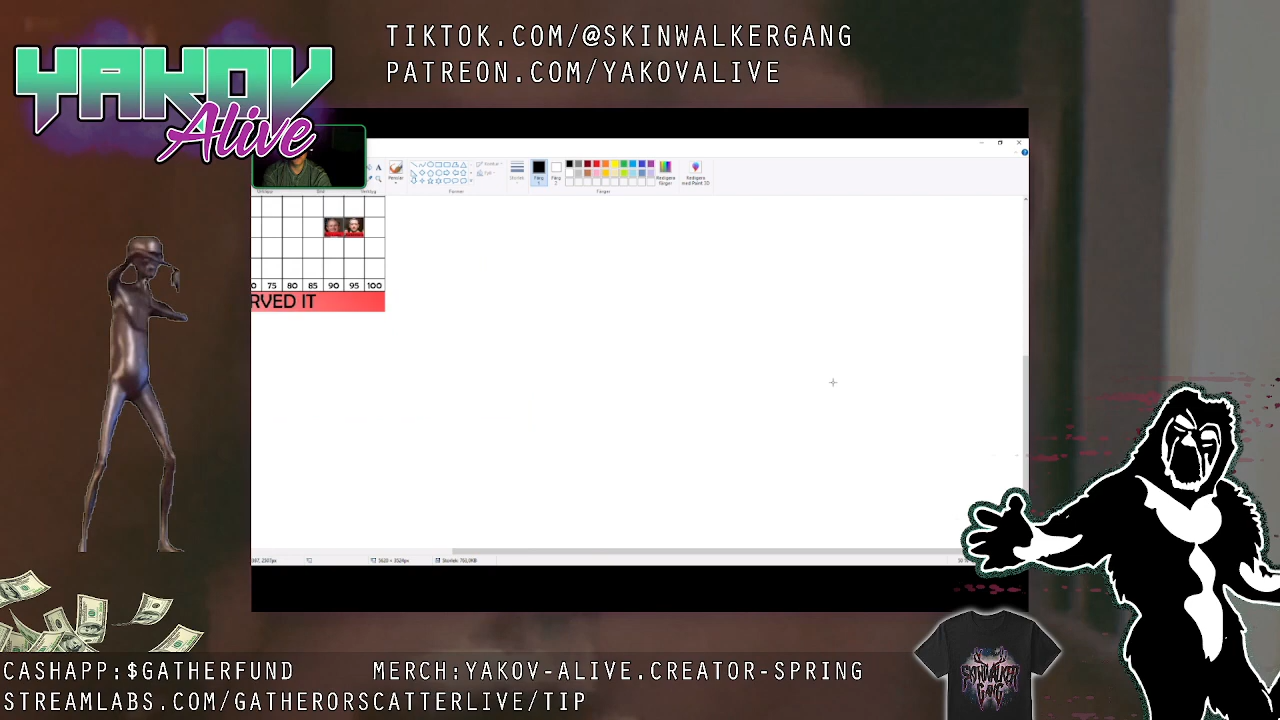 TIKTOK.COM/@SKINWALKERGANG
PATREON.COM/YAKOVALIVE
YAKOV
Alive
75 80 85 90 95 100
RVED IT
SKINWALKER
GANG
CASHAPP:$GATHERFUND
MERCH:YAKOV-ALIVE.CREATOR-SPRING
STREAMLABS.COM/GATHERORSCATTERLIVE/TIP